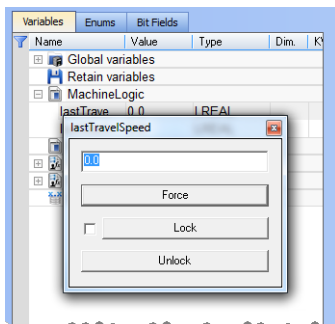 Variables Enums Bit Fields
Name Value Type Dim.
Global variables
Retain variables
MachineLogic
lastTrave 0.0 LREAL
lastTravelSpeed
0.0
Force
Lock
Unlock